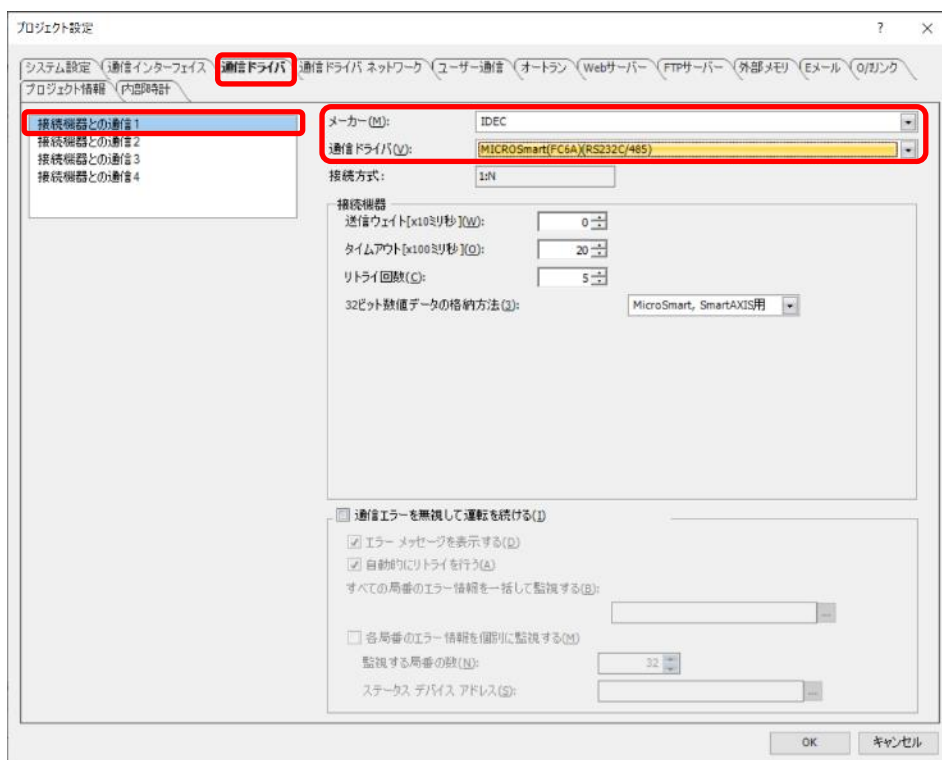 プロジェクト設定
? ×
システム設定 通信インターフェイス 通信ドライバ 通信ドライバ ネットワーク ユーザー通信 オートラン Webサーバー FTPサーバー 外部メモリ Eメール O/Iリンク
プロジェクト情報 内部時計
接続機器との通信1
接続機器との通信2
接続機器との通信3
接続機器との通信4
メーカー(M): IDEC
通信ドライバ(V): MICROSmart(FC6A)(RS232C/485)
接続方式: 1:N
接続機器
送信ウェイト[x10ミリ秒](W): 0
タイムアウト[x100ミリ秒](O): 20
リトライ回数(C): 5
32ビット数値データの格納方法(3): MicroSmart, SmartAXIS用
通信エラーを無視して運転を続ける(I)
エラー メッセージを表示する(D)
自動的にリトライを行う(A)
すべての局番のエラー情報を一括して監視する(B):
...
各局番のエラー情報を個別に監視する(M)
監視する局番の数(N): 32
ステータス デバイス アドレス(S): ...
OK キャンセル